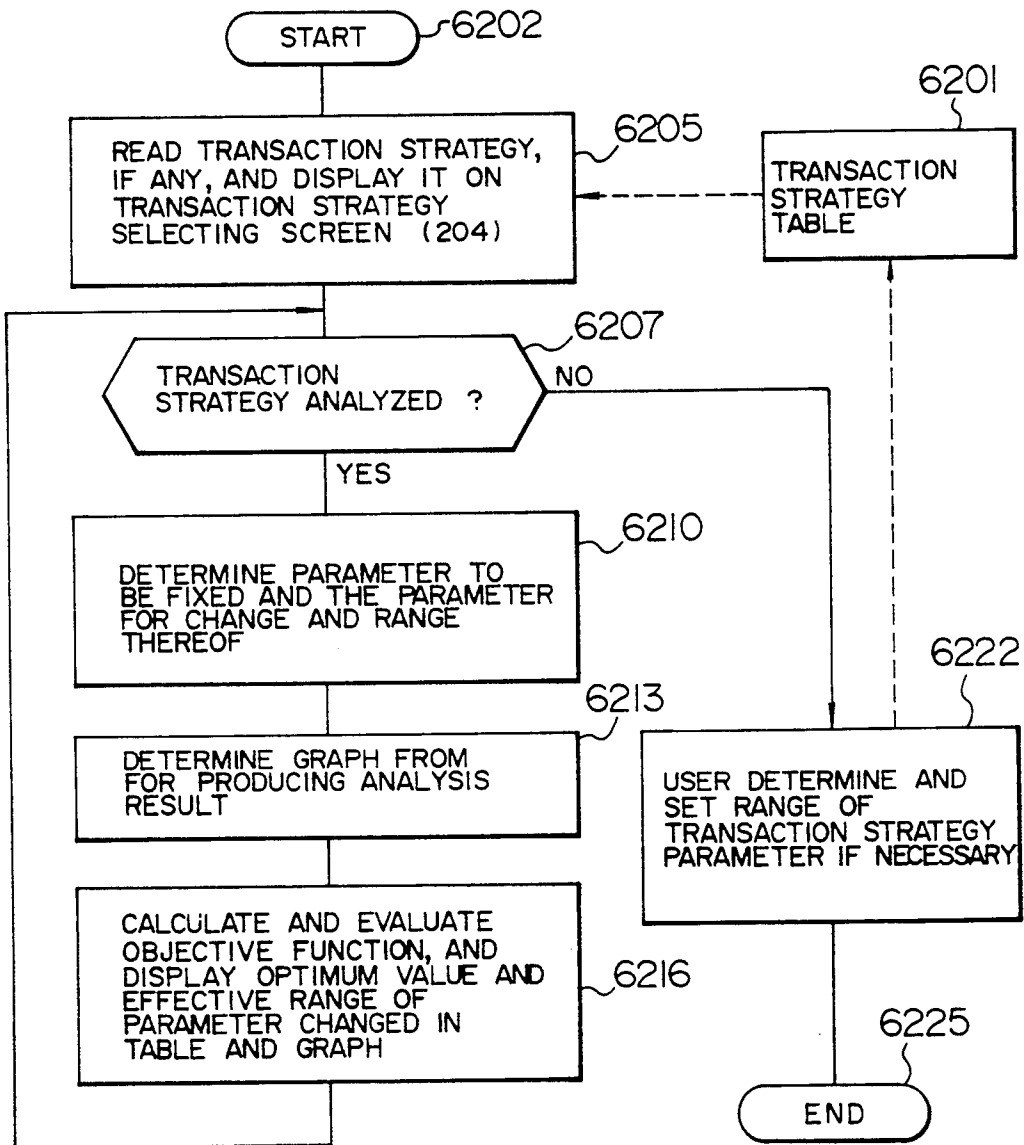 START
6202
6201
6205
READ TRANSACTION STRATEGY,
IF ANY, AND DISPLAY IT ON
TRANSACTION STRATEGY
SELECTING SCREEN (204)
TRANSACTION
STRATEGY
TABLE
6207
TRANSACTION
STRATEGY ANALYZED ?
NO
YES
6210
DETERMINE PARAMETER TO
BE FIXED AND THE PARAMETER
FOR CHANGE AND RANGE
THEREOF
6222
6213
DETERMINE GRAPH FROM
FOR PRODUCING ANALYSIS
RESULT
USER DETERMINE AND
SET RANGE OF
TRANSACTION STRATEGY
PARAMETER IF NECESSARY
CALCULATE AND EVALUATE
OBJECTIVE FUNCTION, AND
DISPLAY OPTIMUM VALUE AND
EFFECTIVE RANGE OF
PARAMETER CHANGED IN
TABLE AND GRAPH
6216
6225
END